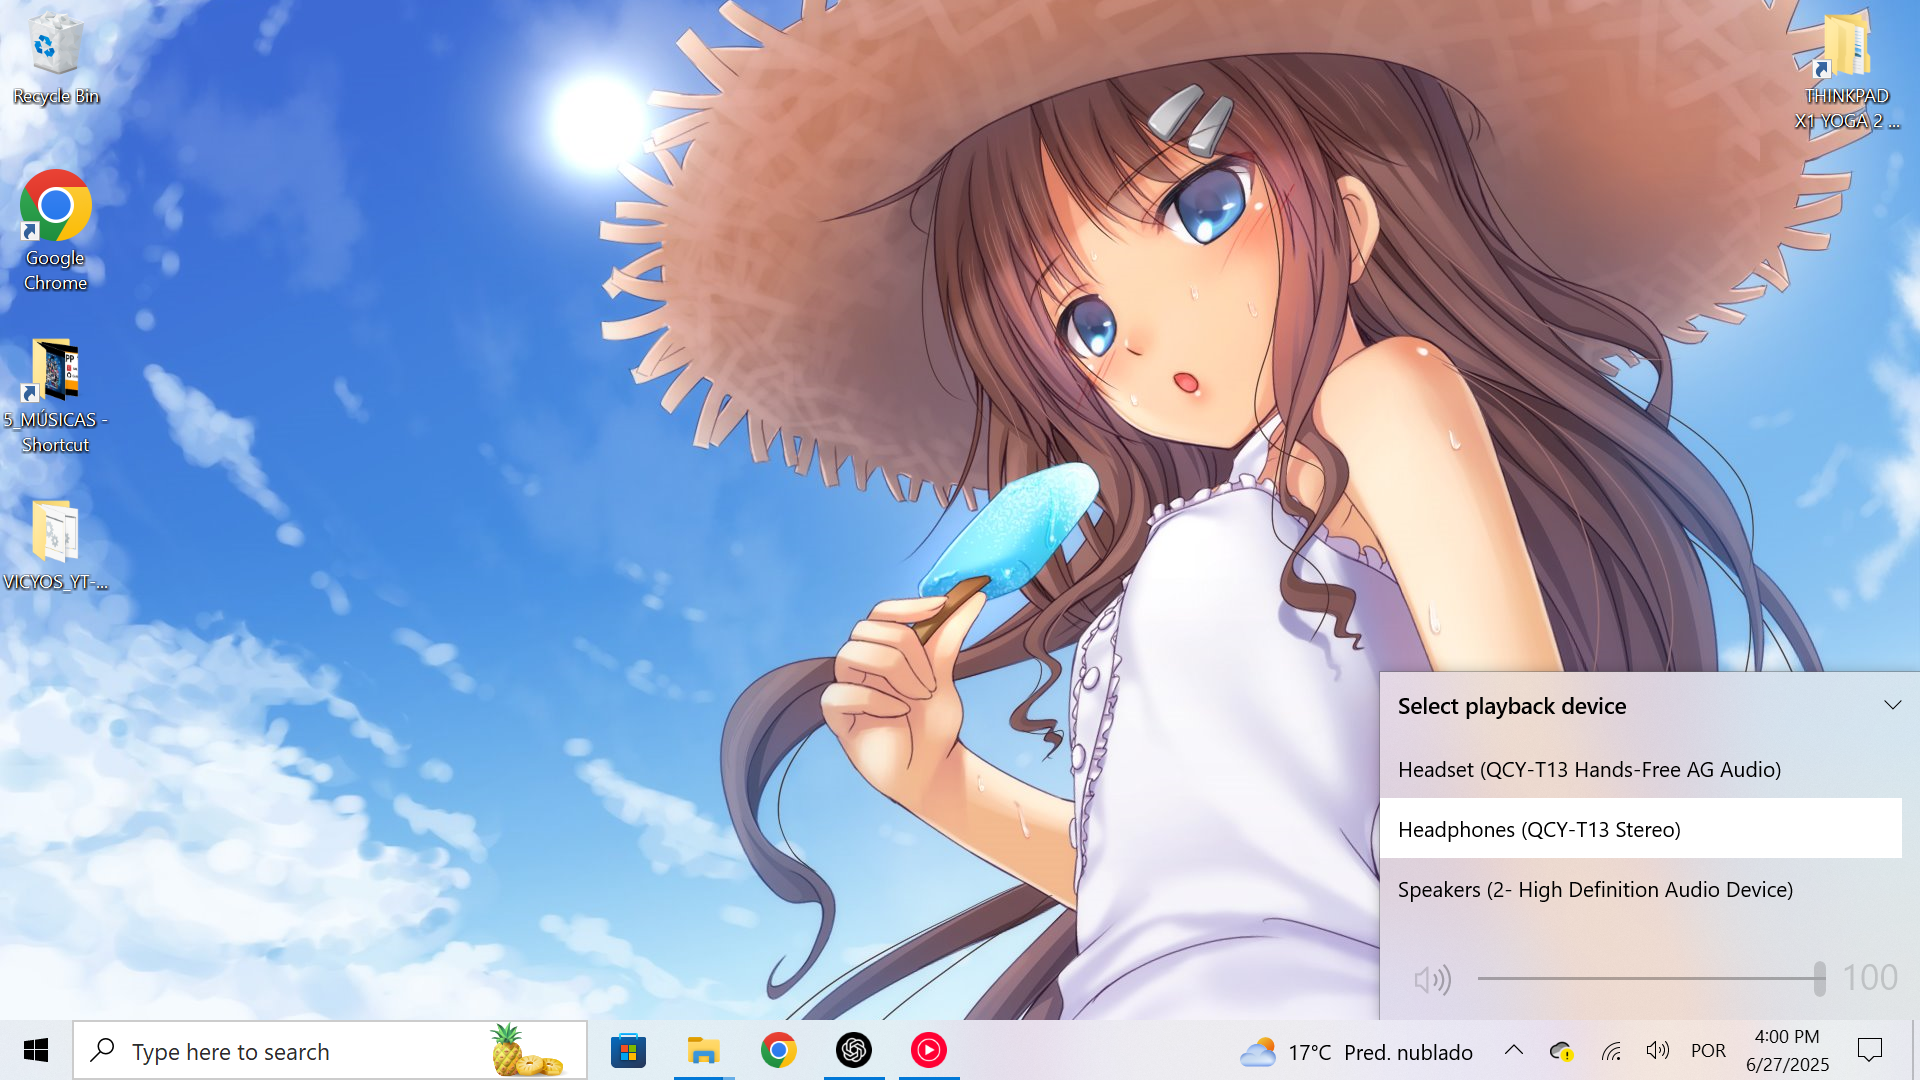 Recycle Bin
Google
Chrome
5_MÚSICAS -
Shortcut
VICYOS_YT-...
THINKPAD
X1 YOGA 2 ...
Select playback device
Headset (QCY-T13 Hands-Free AG Audio)
Headphones (QCY-T13 Stereo)
Speakers (2- High Definition Audio Device)
100
Type here to search
17°C Pred. nublado
POR
4:00 PM
6/27/2025